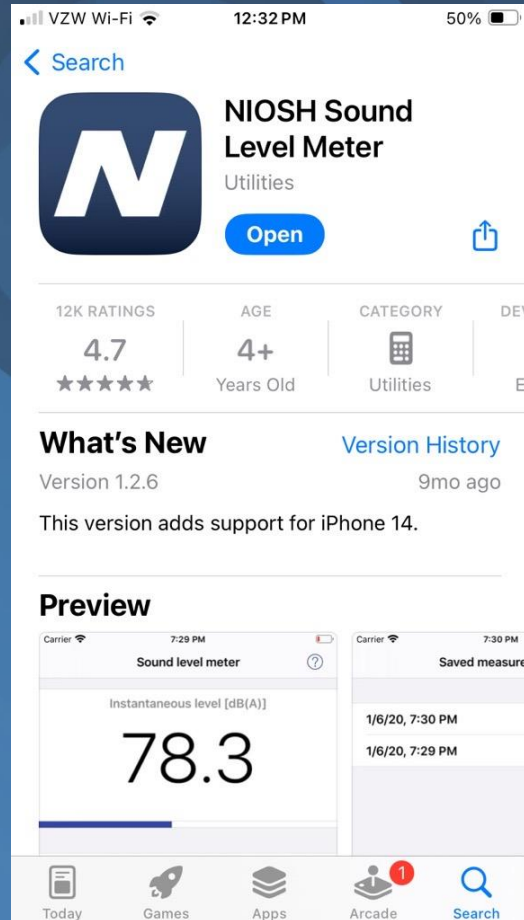 VZW Wi-Fi 12:32 PM 50%
Search
N
NIOSH Sound
Level Meter
Utilities
Open
12K RATINGS AGE CATEGORY
4.7 4+
Years Old Utilities
What's New Version History
Version 1.2.6 9mo ago
This version adds support for iPhone 14.
Preview
Carrier 7:29 PM
Sound level meter ?
Instantaneous level [dB(A)]
78.3
Carrier 7:30 PM
Saved
1/6/20, 7:30 PM
1/6/20, 7:29 PM
1
Today Games Apps Arcade Search